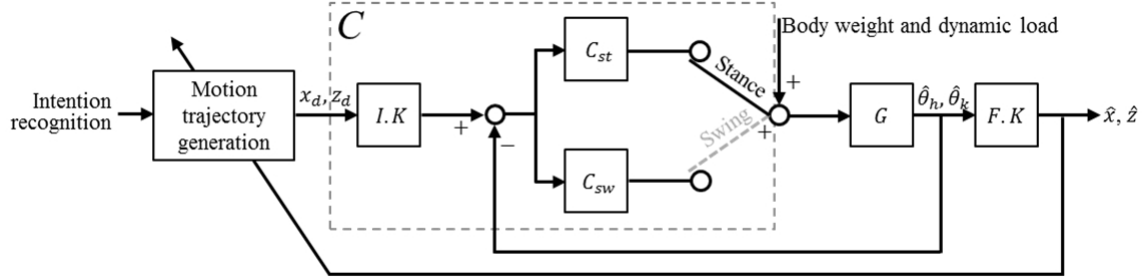 C
Body weight and dynamic load
C_st
Stance
+
Intention
recognition
Motion
trajectory
generation
x_d, z_d
I.K
+
−
Swing
+
G
θ̂_h, θ̂_k
F.K
x̂, ẑ
C_sw